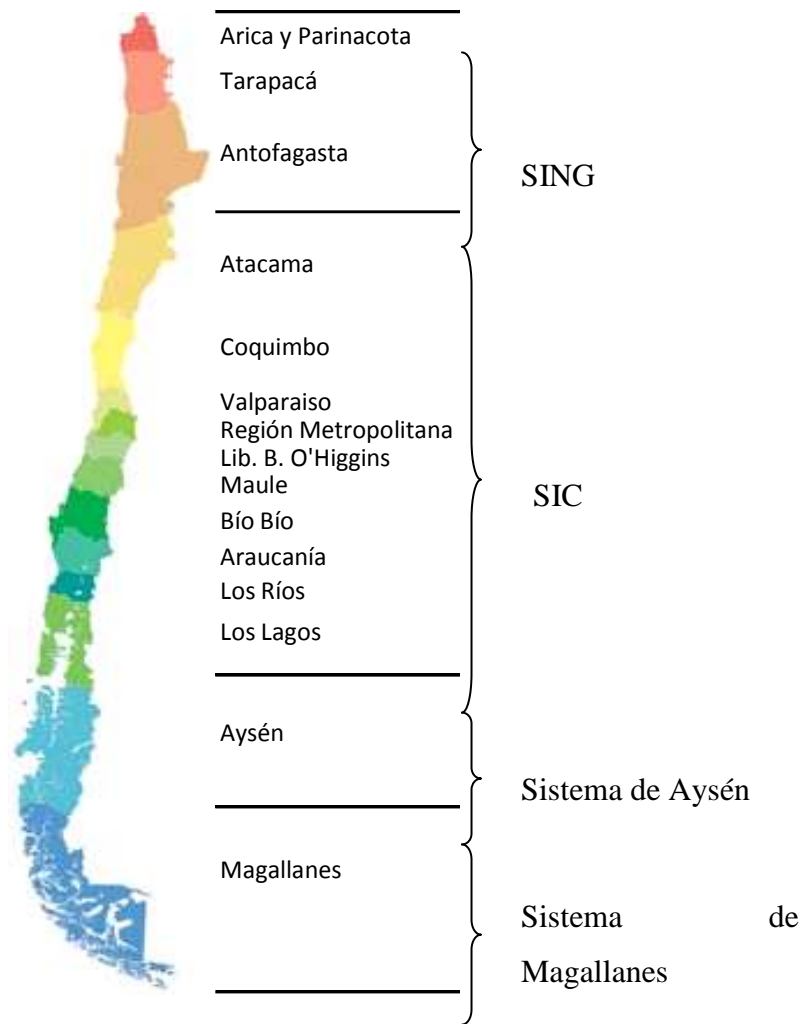 Arica y Parinacota
Tarapacá
Antofagasta
SING
Atacama
Coquimbo
Valparaiso
Región Metropolitana
Lib. B. O'Higgins
Maule
Bío Bío
Araucanía
Los Ríos
Los Lagos
SIC
Aysén
Sistema de Aysén
Magallanes
Sistema de
Magallanes